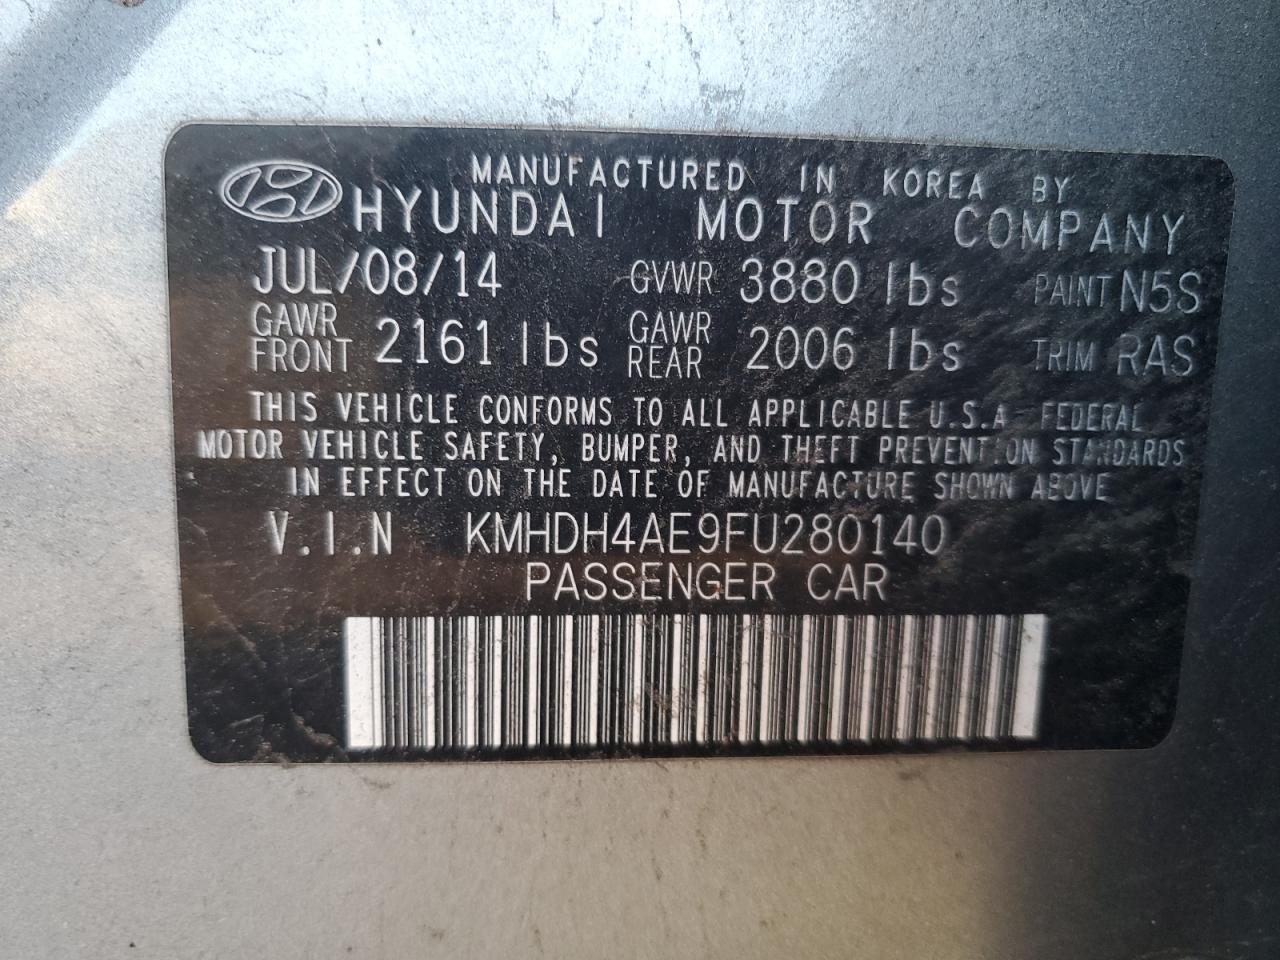 MANUFACTURED IN KOREA BY
HYUNDAI MOTOR COMPANY
JUL/08/14 GVWR 3880 lbs PAINT N5S
GAWR FRONT 2161 lbs GAWR REAR 2006 lbs TRIM RAS
THIS VEHICLE CONFORMS TO ALL APPLICABLE U.S.A FEDERAL
MOTOR VEHICLE SAFETY, BUMPER, AND THEFT PREVENTION STANDARDS
IN EFFECT ON THE DATE OF MANUFACTURE SHOWN ABOVE
V.I.N KMHDH4AE9FU280140
PASSENGER CAR